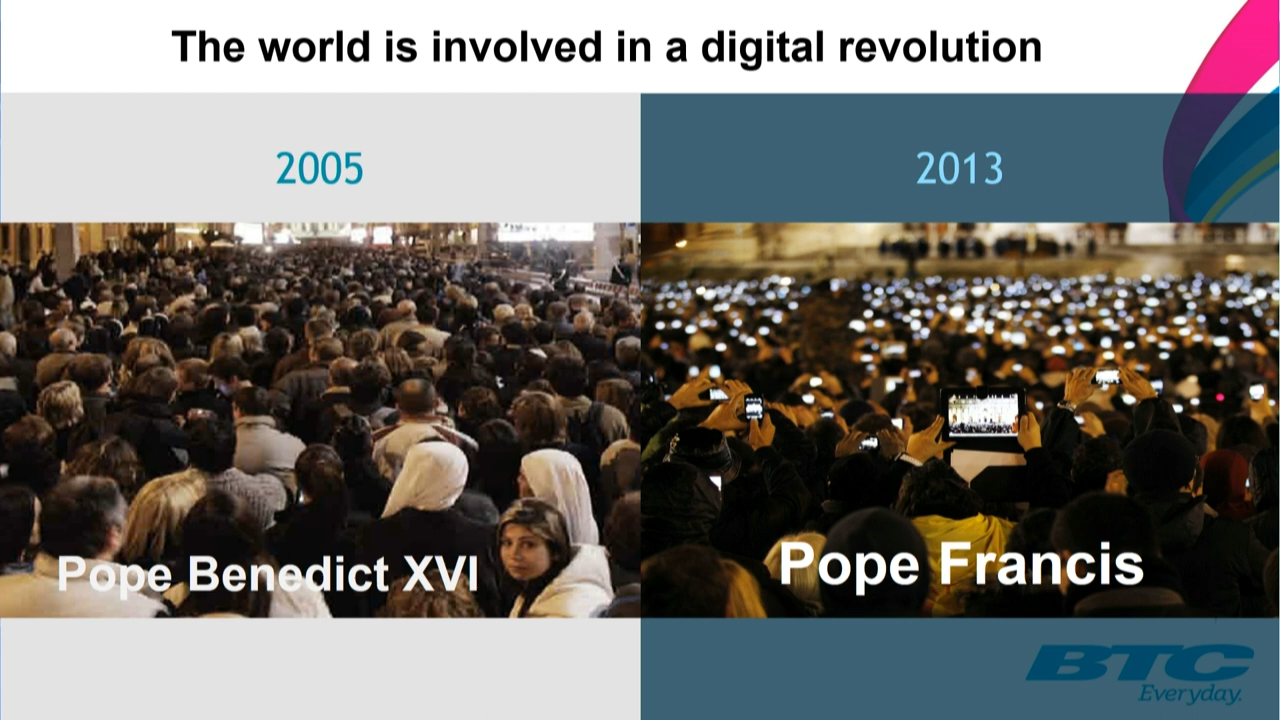 The world is involved in a digital revolution
2005
2013
Pope Benedict XVI
Pope Francis
BTC
Everyday.